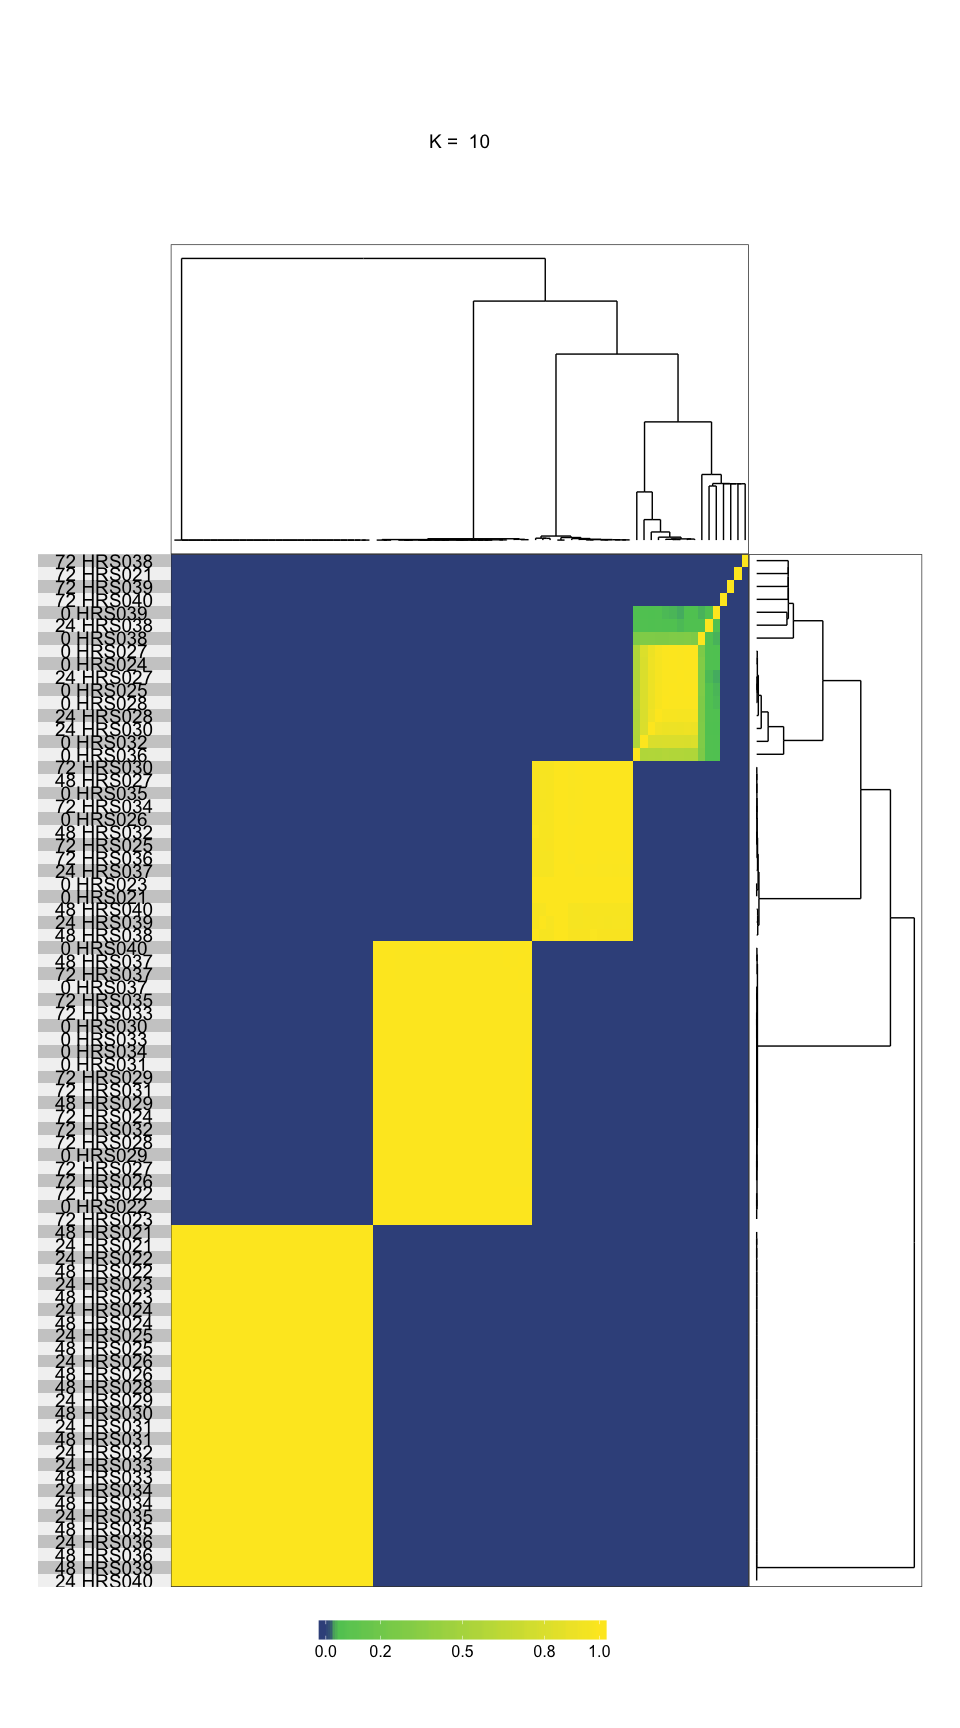 K = 10
72 HRS038
72 HRS021
72 HRS039
72 HRS040
0 HRS039
24 HRS038
0 HRS038
0 HRS027
0 HRS024
24 HRS027
0 HRS025
0 HRS028
24 HRS028
24 HRS030
0 HRS032
0 HRS036
72 HRS030
48 HRS027
0 HRS035
72 HRS034
0 HRS026
48 HRS032
72 HRS025
72 HRS036
24 HRS037
0 HRS023
0 HRS021
48 HRS040
24 HRS039
48 HRS038
0 HRS040
48 HRS037
72 HRS037
0 HRS037
72 HRS035
72 HRS033
0 HRS030
0 HRS033
0 HRS034
0 HRS031
72 HRS029
72 HRS031
48 HRS029
72 HRS024
72 HRS032
72 HRS028
0 HRS029
72 HRS027
72 HRS026
72 HRS022
0 HRS022
72 HRS023
48 HRS021
24 HRS021
24 HRS022
48 HRS022
24 HRS023
48 HRS023
24 HRS024
48 HRS024
24 HRS025
48 HRS025
24 HRS026
48 HRS026
48 HRS028
24 HRS029
48 HRS030
24 HRS031
48 HRS031
24 HRS032
24 HRS033
48 HRS033
24 HRS034
48 HRS034
24 HRS035
48 HRS035
24 HRS036
48 HRS036
48 HRS039
24 HRS040
0.0 0.2 0.5 0.8 1.0